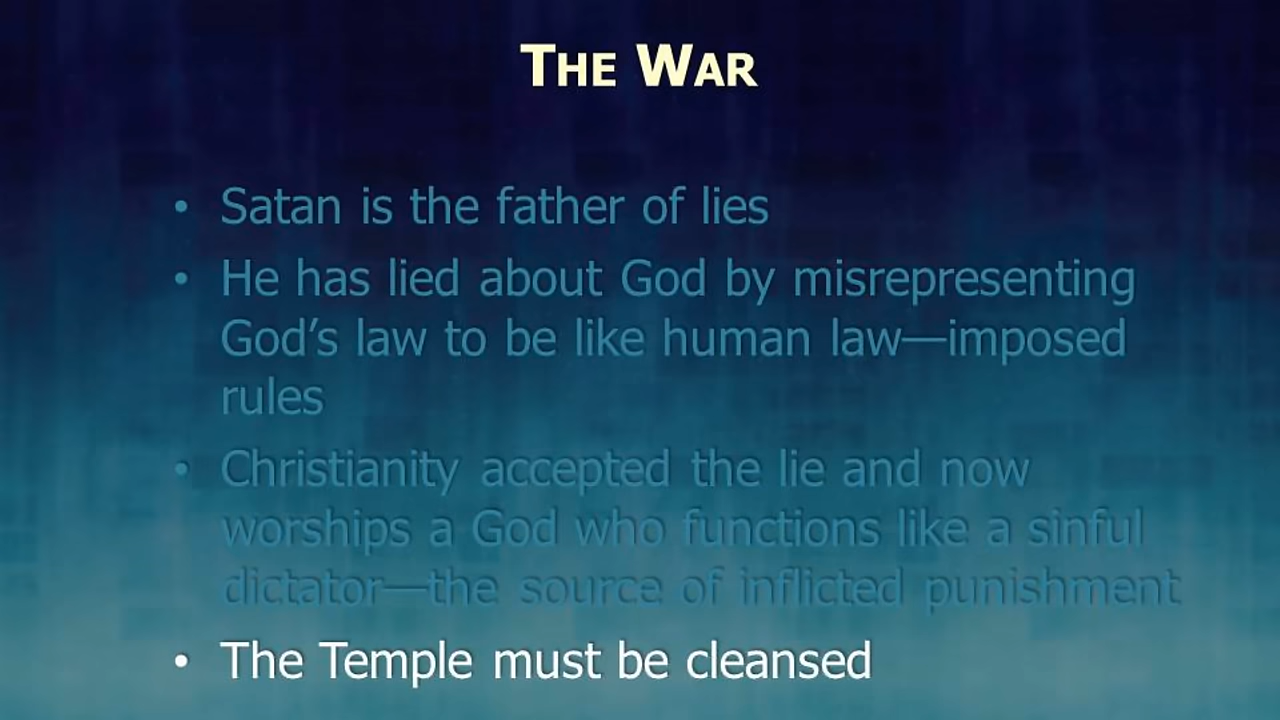 THE WAR
• Satan is the father of lies
• He has lied about God by misrepresenting
God’s law to be like human law—imposed
rules
• Christianity accepted the lie and now
worships a God who functions like a sinful
dictator—the source of inflicted punishment
• The Temple must be cleansed